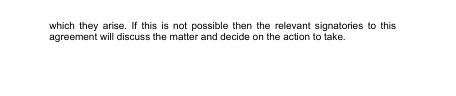 which they arise. If this is not possible then the relevant signatories to this
agreement will discuss the matter and decide on the action to take.